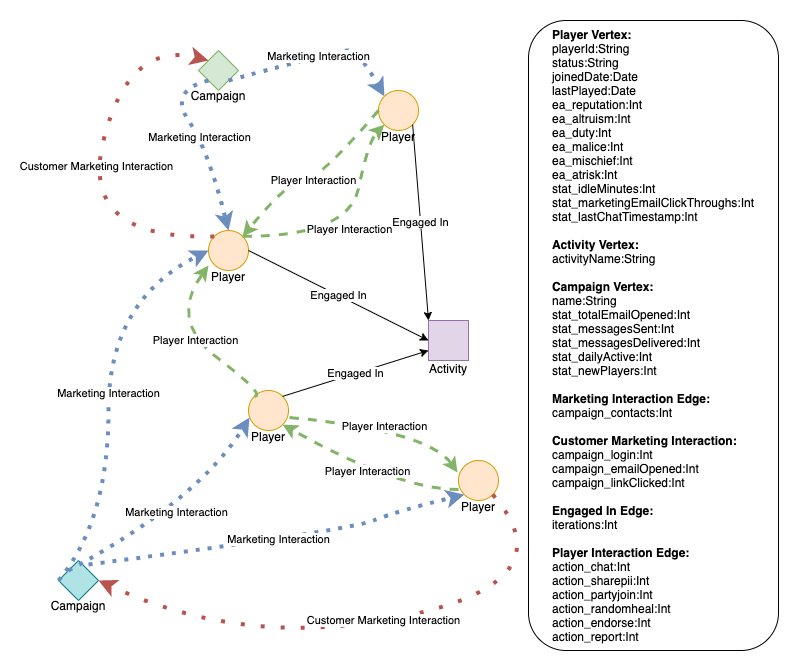 Marketing Interaction
Campaign
Player
Marketing Interaction
Customer Marketing Interaction
Player Interaction
Engaged In
Player Interaction
Player
Engaged In
Player Interaction
Activity
Engaged In
Marketing Interaction
Player
Player Interaction
Player Interaction
Player
Marketing Interaction
Marketing Interaction
Campaign
Customer Marketing Interaction
Player Vertex:
playerId:String
status:String
joinedDate:Date
lastPlayed:Date
ea_reputation:Int
ea_altruism:Int
ea_duty:Int
ea_malice:Int
ea_mischief:Int
ea_atrisk:Int
stat_idleMinutes:Int
stat_marketingEmailClickThroughs:Int
stat_lastChatTimestamp:Int
Activity Vertex:
activityName:String
Campaign Vertex:
name:String
stat_totalEmailOpened:Int
stat_messagesSent:Int
stat_messagesDelivered:Int
stat_dailyActive:Int
stat_newPlayers:Int
Marketing Interaction Edge:
campaign_contacts:Int
Customer Marketing Interaction:
campaign_login:Int
campaign_emailOpened:Int
campaign_linkClicked:Int
Engaged In Edge:
iterations:Int
Player Interaction Edge:
action_chat:Int
action_sharepii:Int
action_partyjoin:Int
action_randomheal:Int
action_endorse:Int
action_report:Int